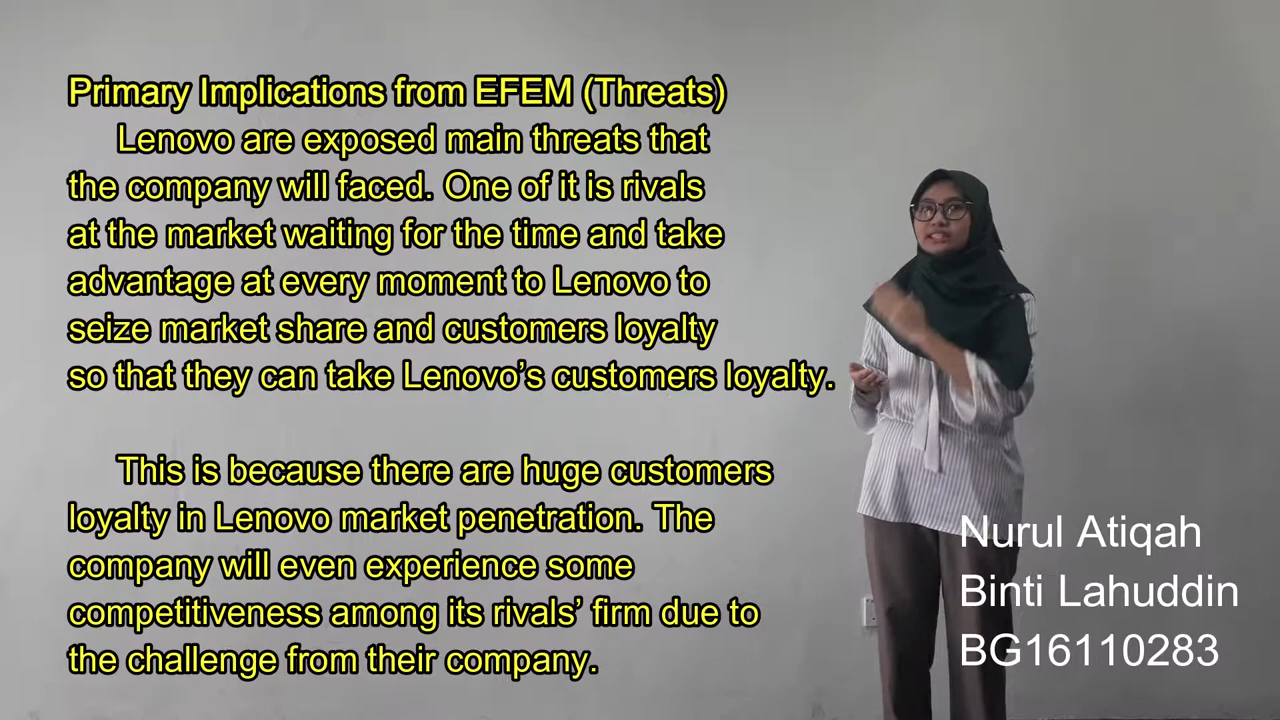 Primary Implications from EFEM (Threats)
Lenovo are exposed main threats that
the company will faced. One of it is rivals
at the market waiting for the time and take
advantage at every moment to Lenovo to
seize market share and customers loyalty
so that they can take Lenovo's customers loyalty.
This is because there are huge customers
loyalty in Lenovo market penetration. The
company will even experience some
competitiveness among its rivals' firm due to
the challenge from their company.
Nurul Atiqah
Binti Lahuddin
BG16110283